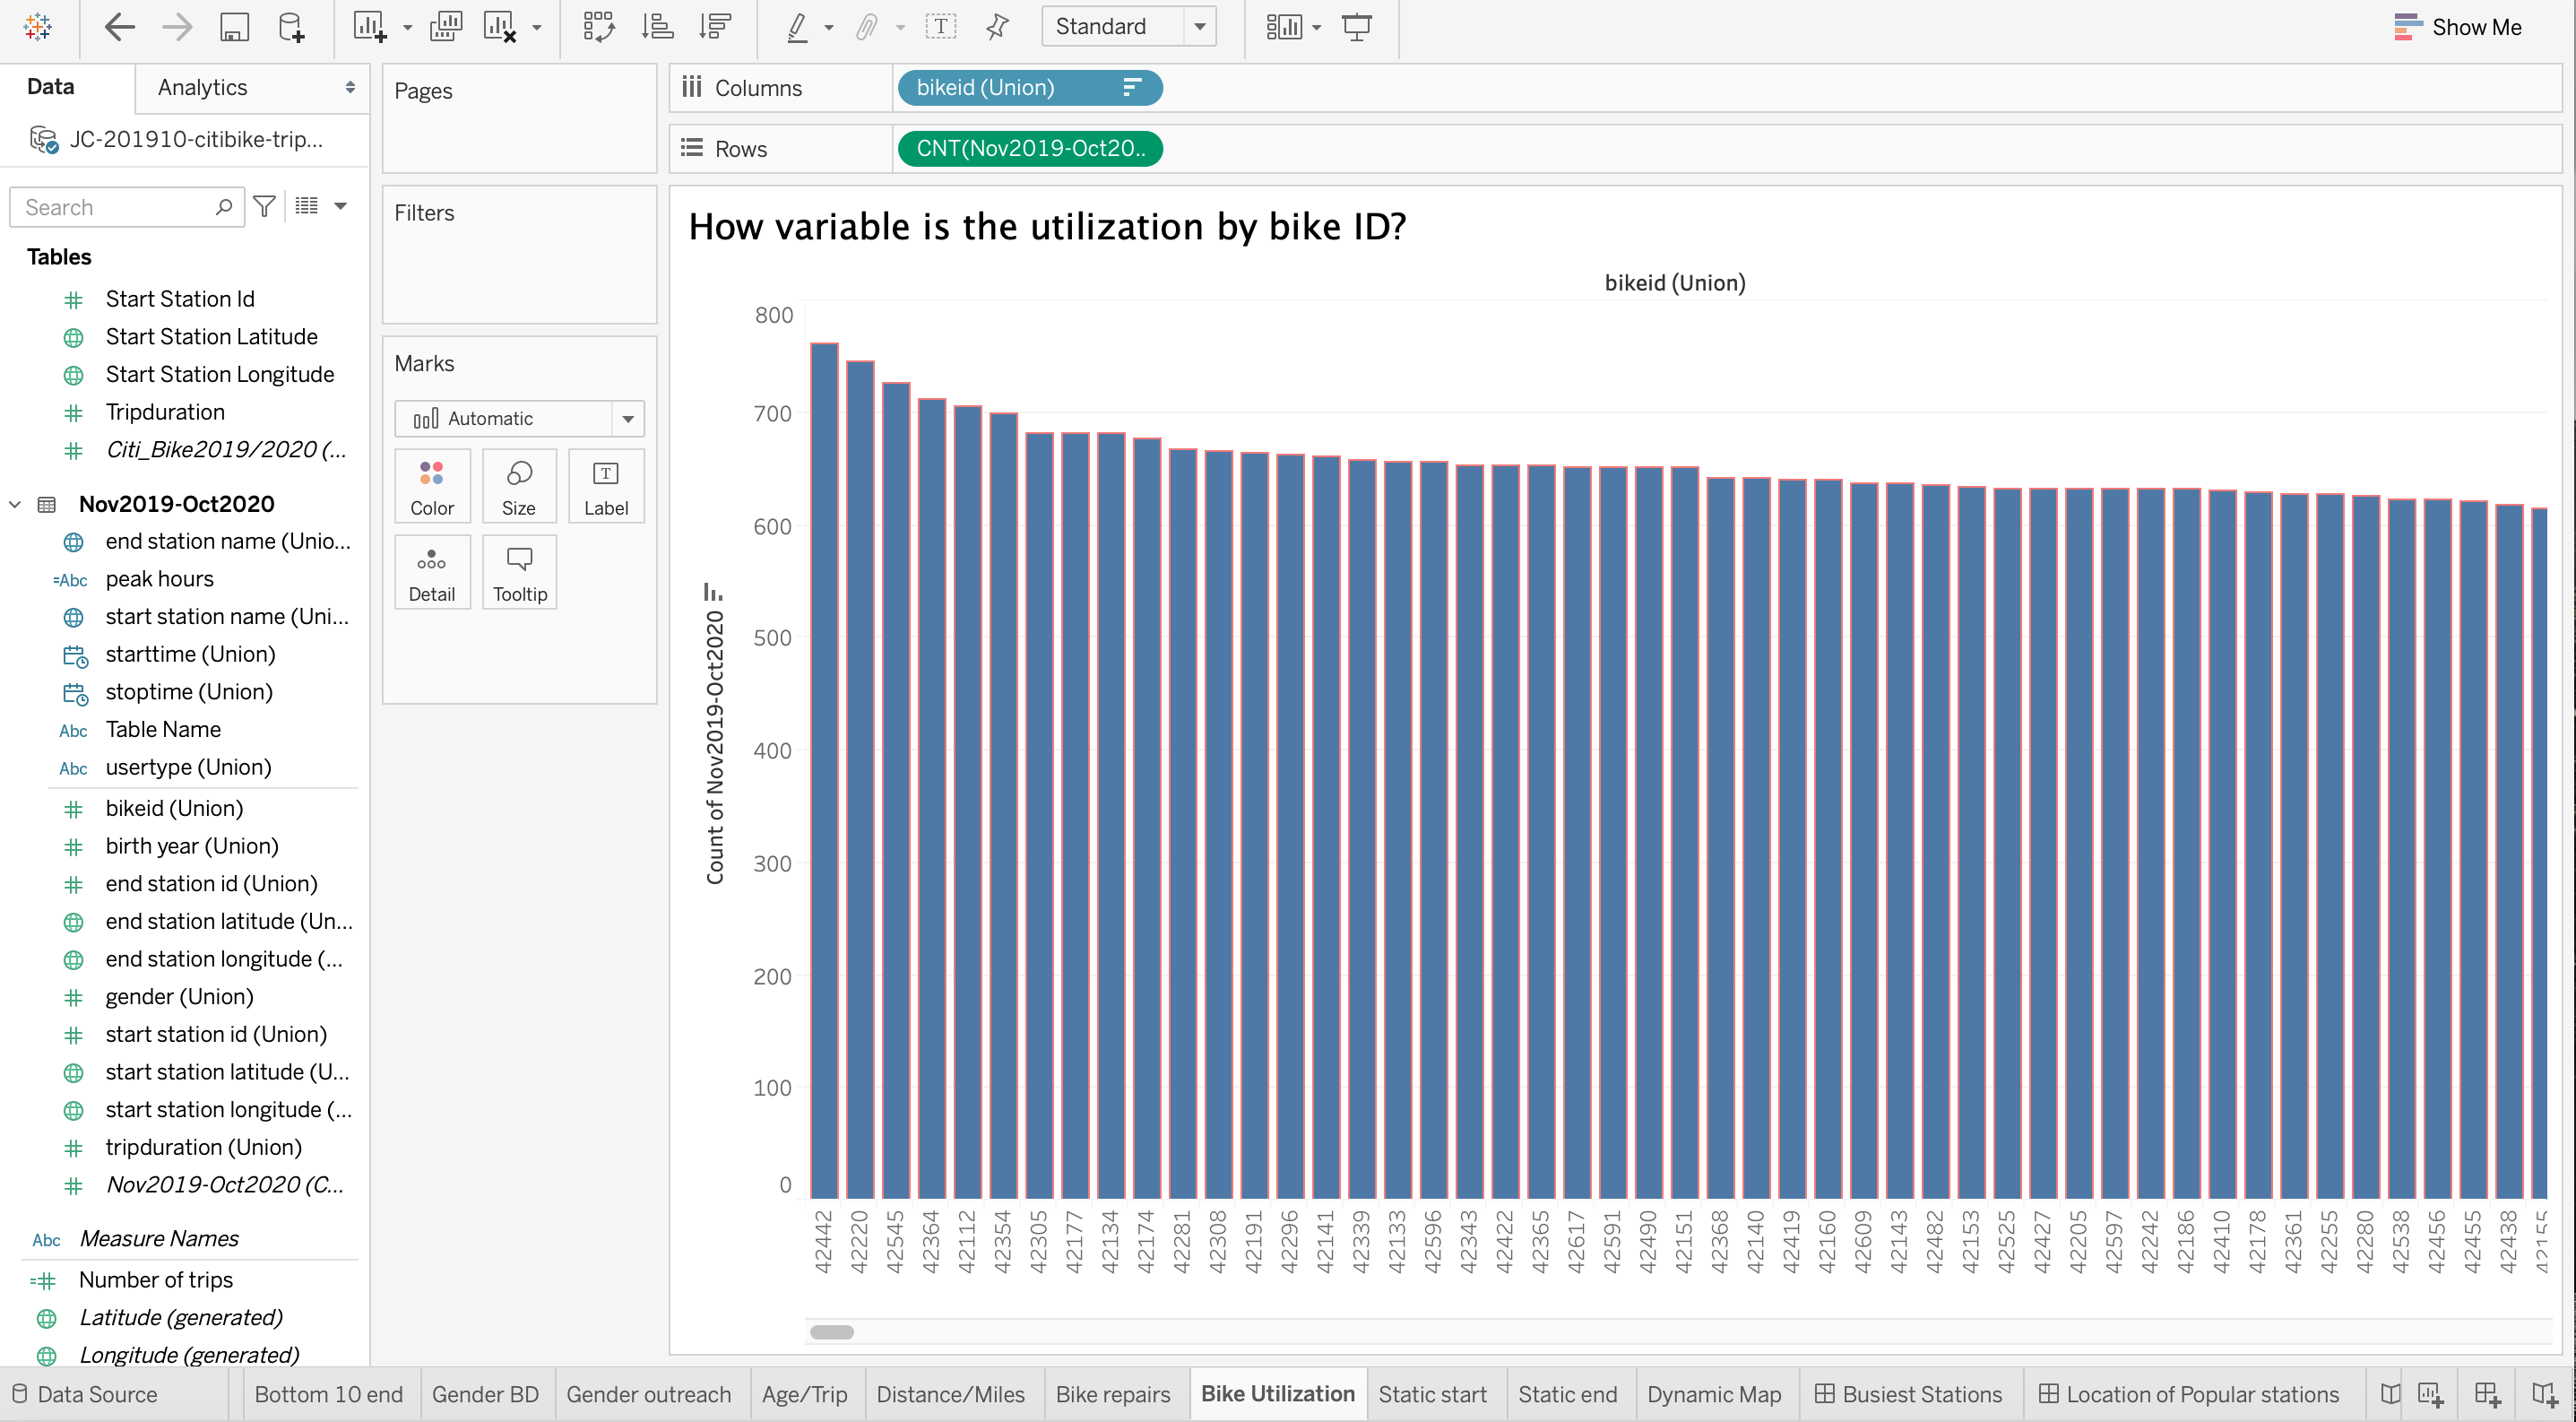 Standard
Show Me
Data
Analytics
JC-201910-citibike-trip...
Search
Tables
Start Station Id
Start Station Latitude
Start Station Longitude
Tripduration
Citi_Bike2019/2020 (...
Nov2019-Oct2020
end station name (Unio...
=Abc peak hours
start station name (Uni...
starttime (Union)
stoptime (Union)
Abc Table Name
Abc usertype (Union)
bikeid (Union)
birth year (Union)
end station id (Union)
end station latitude (Un...
end station longitude (...
gender (Union)
start station id (Union)
start station latitude (U...
start station longitude (...
tripduration (Union)
Nov2019-Oct2020 (C...
Abc Measure Names
=# Number of trips
Latitude (generated)
Longitude (generated)
Pages
Filters
Marks
Automatic
Color
Size
T
Label
Detail
Tooltip
Columns
bikeid (Union)
Rows
CNT(Nov2019-Oct20..
How variable is the utilization by bike ID?
bikeid (Union)
Count of Nov2019-Oct2020
800
700
600
500
400
300
200
100
0
42442
42220
42545
42364
42112
42354
42305
42177
42134
42174
42281
42308
42191
42296
42141
42339
42133
42596
42343
42422
42365
42617
42591
42490
42151
42368
42140
42419
42160
42609
42143
42482
42153
42525
42427
42205
42597
42242
42186
42410
42178
42361
42255
42280
42538
42456
42455
42438
42155
Data Source
Bottom 10 end
Gender BD
Gender outreach
Age/Trip
Distance/Miles
Bike repairs
Bike Utilization
Static start
Static end
Dynamic Map
Busiest Stations
Location of Popular stations